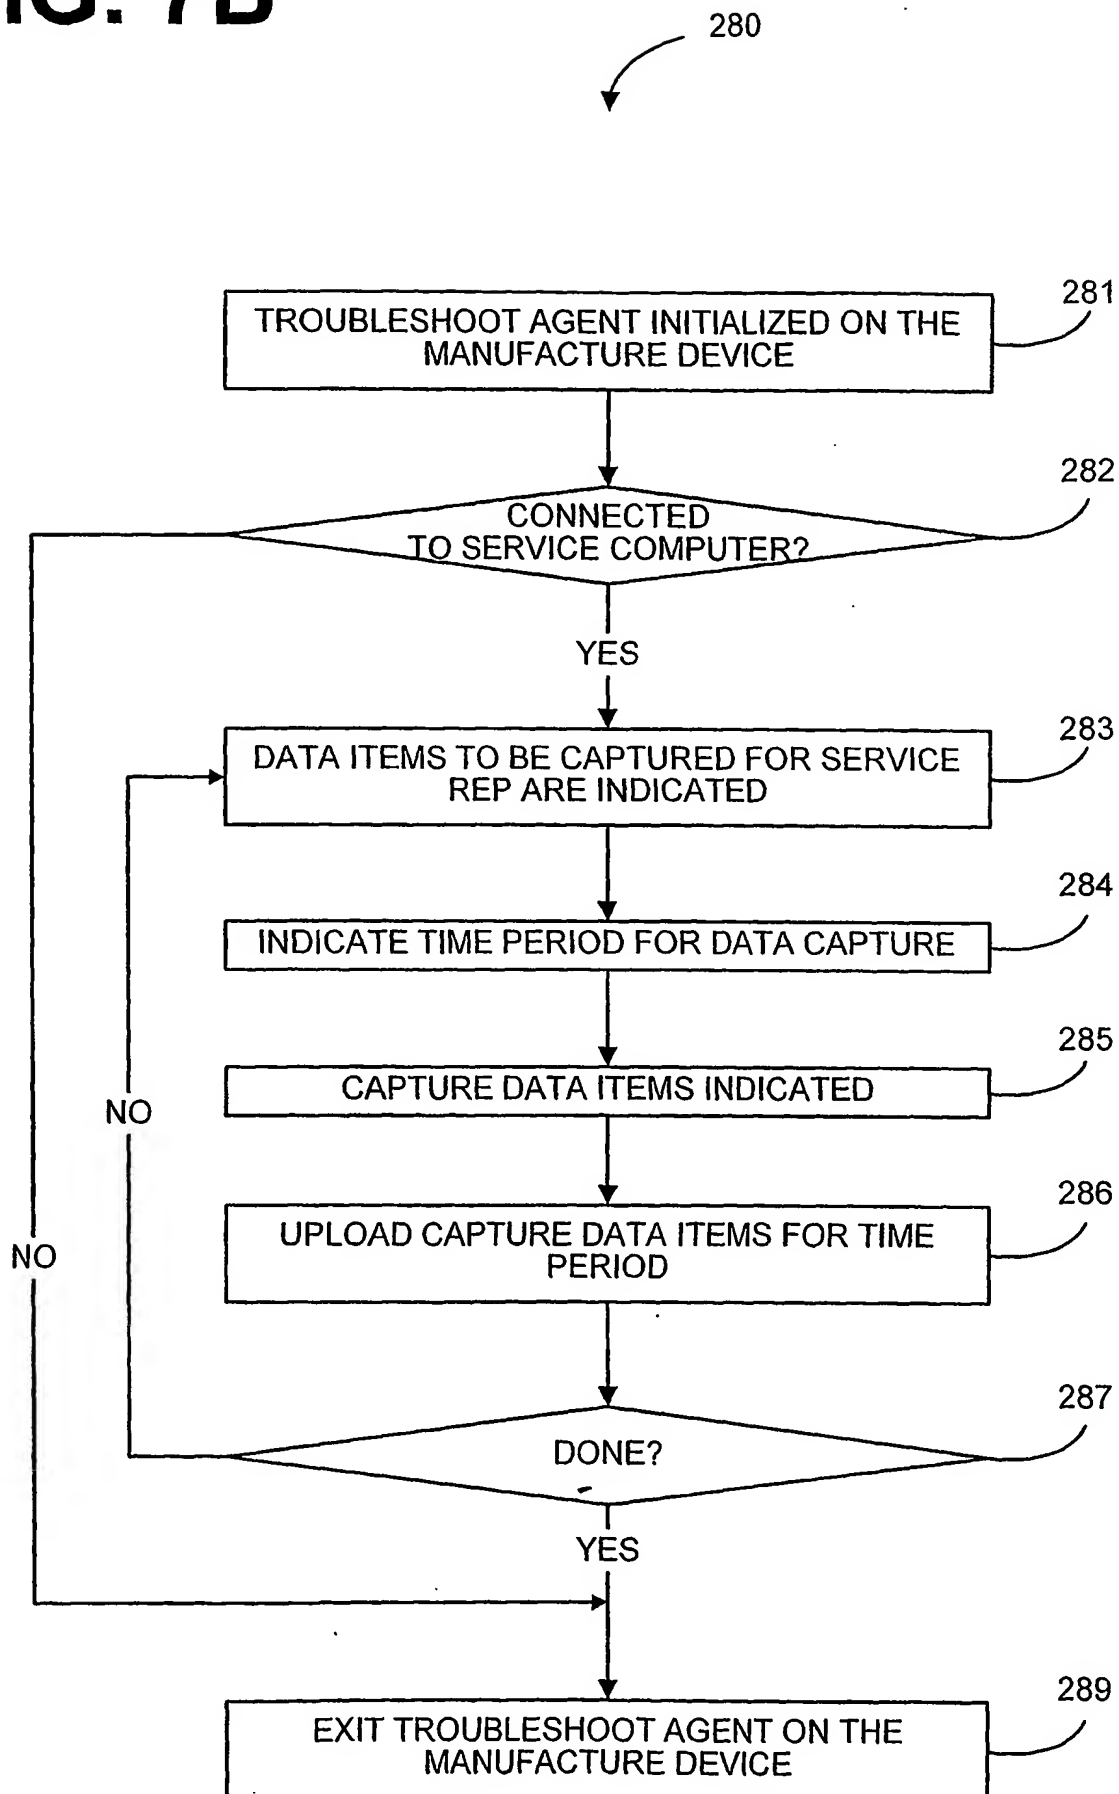 FIG. 7B
280
281
TROUBLESHOOT AGENT INITIALIZED ON THE
MANUFACTURE DEVICE
282
CONNECTED
TO SERVICE COMPUTER?
YES
283
DATA ITEMS TO BE CAPTURED FOR SERVICE
REP ARE INDICATED
284
INDICATE TIME PERIOD FOR DATA CAPTURE
285
CAPTURE DATA ITEMS INDICATED
NO
286
UPLOAD CAPTURE DATA ITEMS FOR TIME
PERIOD
NO
287
DONE?
YES
289
EXIT TROUBLESHOOT AGENT ON THE
MANUFACTURE DEVICE